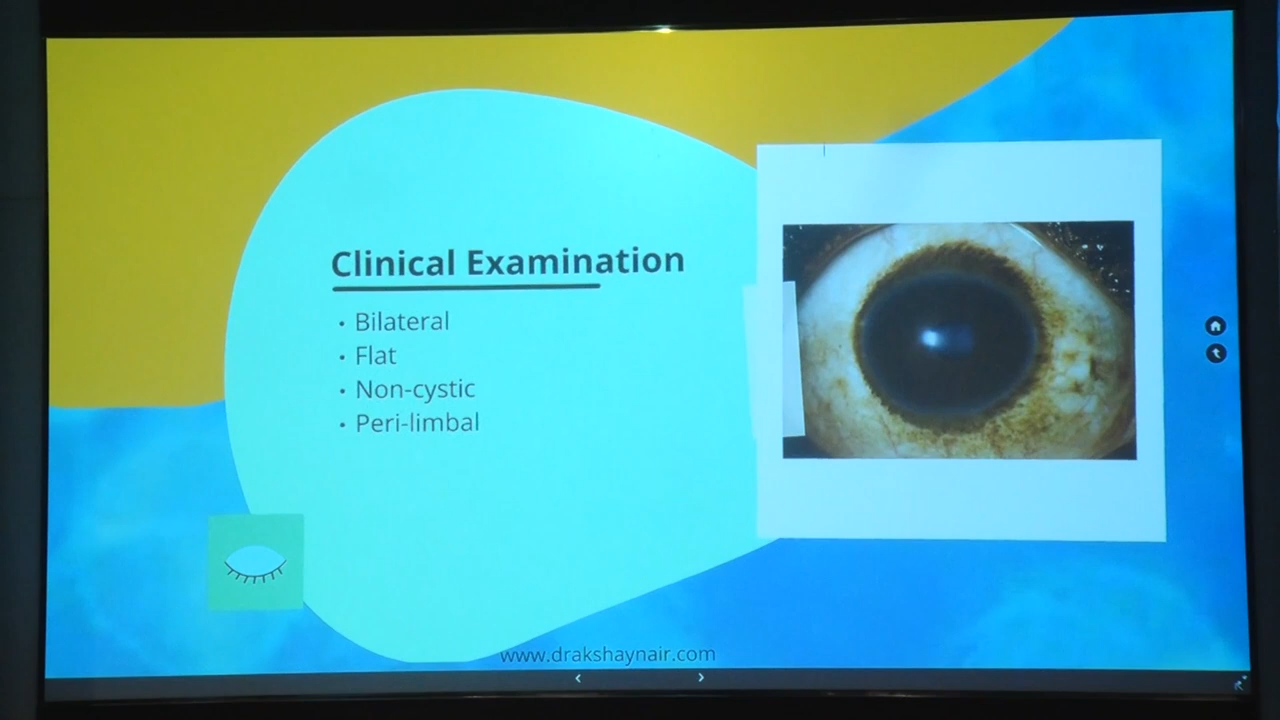 Clinical Examination
• Bilateral
• Flat
• Non-cystic
• Peri-limbal
www.drakshaynair.com